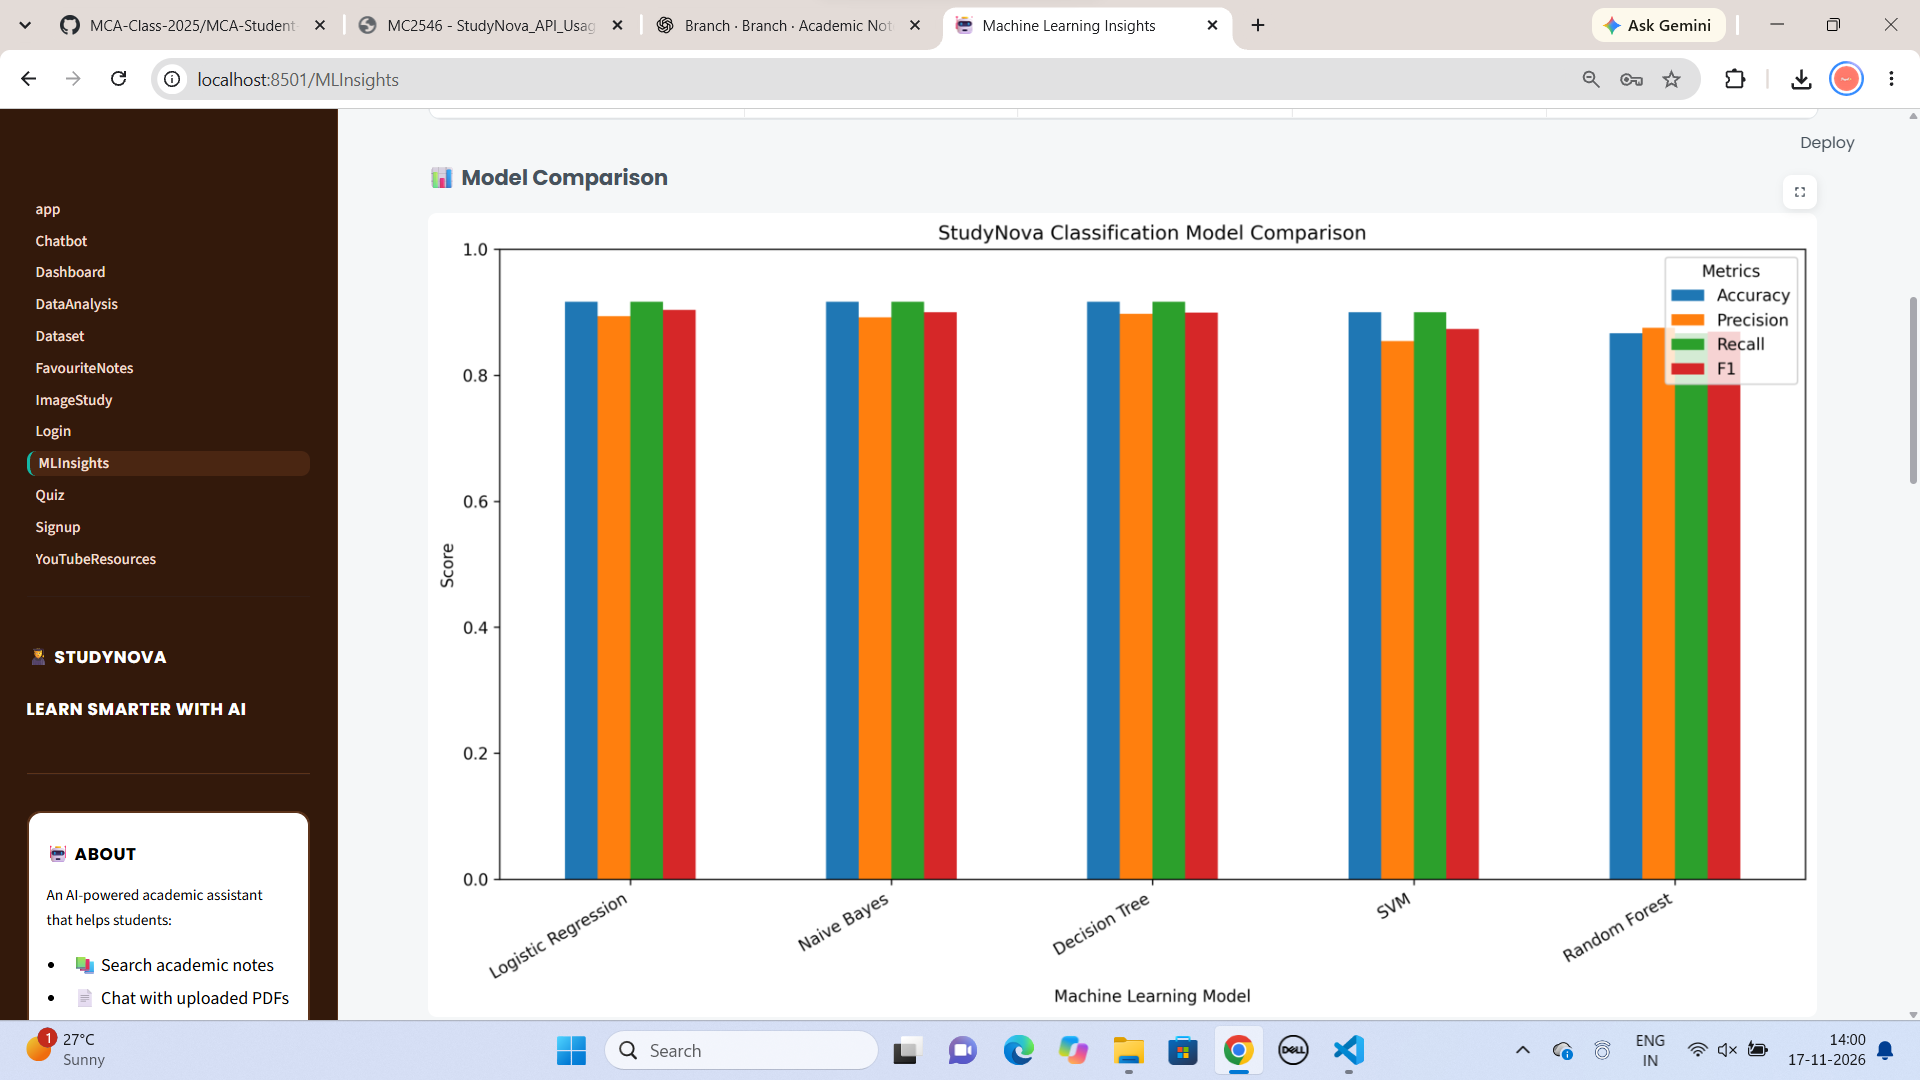 MCA-Class-2025/MCA-Student-
MC2546 - StudyNova_API_Usag
Branch · Branch · Academic Not
Machine Learning Insights
Ask Gemini
localhost:8501/MLInsights
Deploy
app
Chatbot
Dashboard
DataAnalysis
Dataset
FavouriteNotes
ImageStudy
Login
MLInsights
Quiz
Signup
YouTubeResources
STUDYNOVA
LEARN SMARTER WITH AI
ABOUT
An AI-powered academic assistant
that helps students:
• Search academic notes
• Chat with uploaded PDFs
Model Comparison
StudyNova Classification Model Comparison
Metrics
Accuracy
Precision
Recall
F1
1.0
0.8
0.6
0.4
0.2
0.0
Score
Logistic Regression
Naive Bayes
Decision Tree
SVM
Random Forest
Machine Learning Model
1
27°C
Sunny
Search
DELL
ENG
IN
14:00
17-11-2026